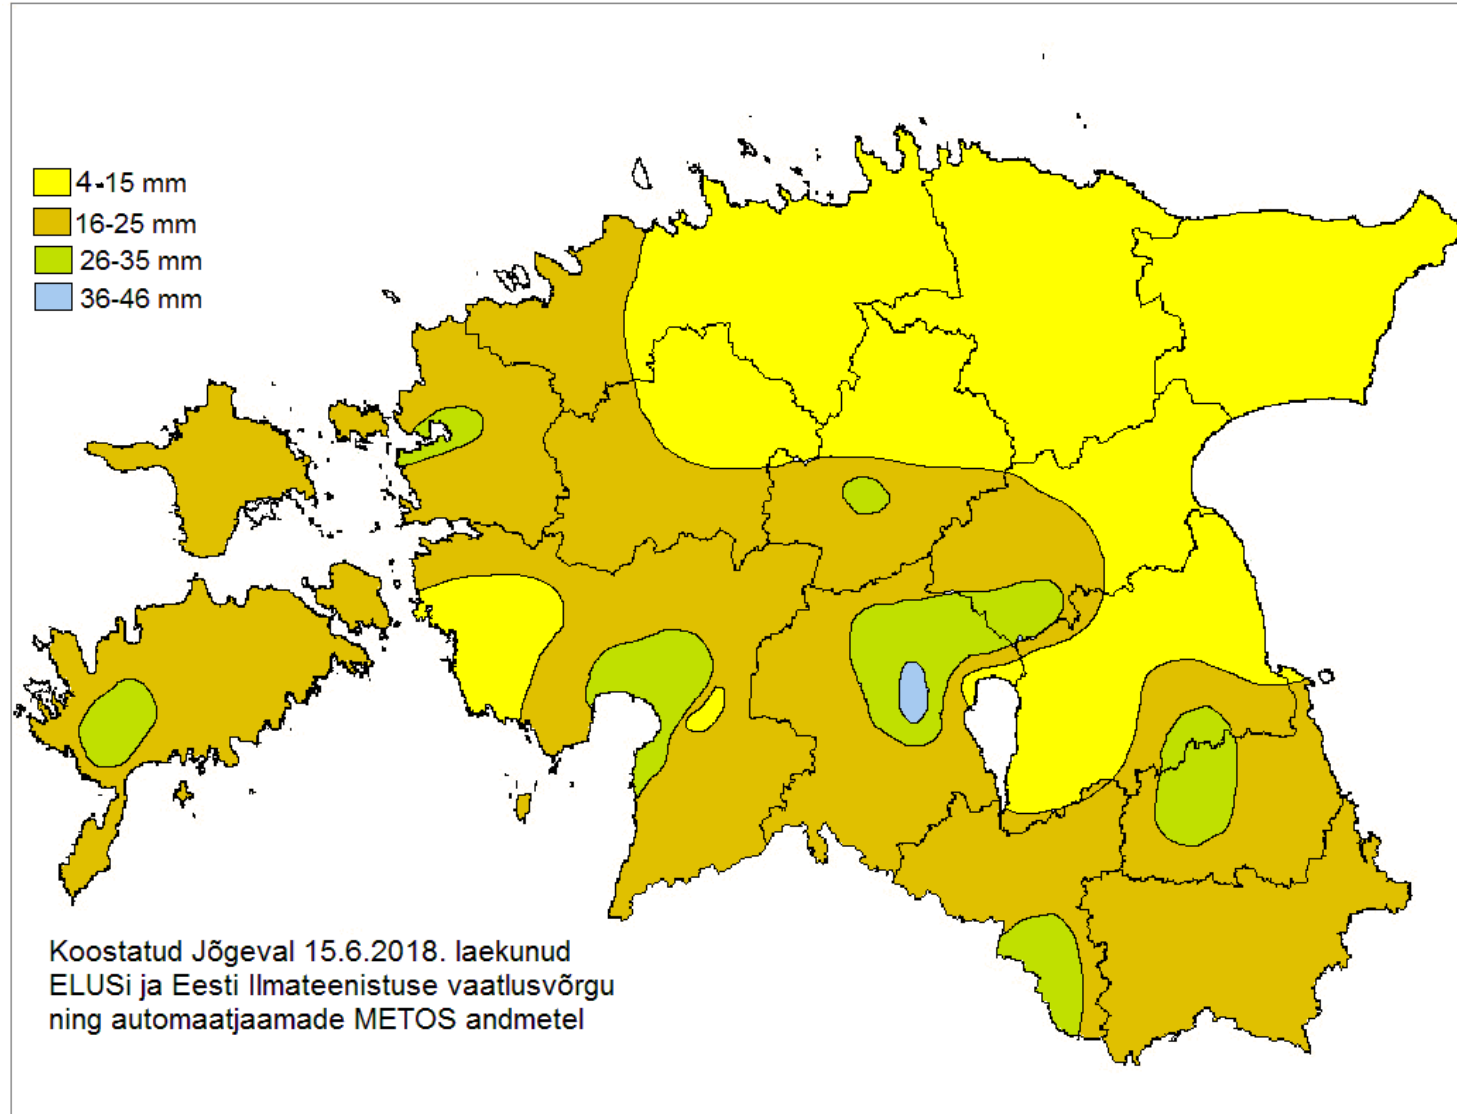 4-15 mm
16-25 mm
26-35 mm
36-46 mm
Koostatud Jõgeval 15.6.2018. laekunud
ELUSi ja Eesti Ilmateenistuse vaatlusvõrgu
ning automaatjaamade METOS andmetel